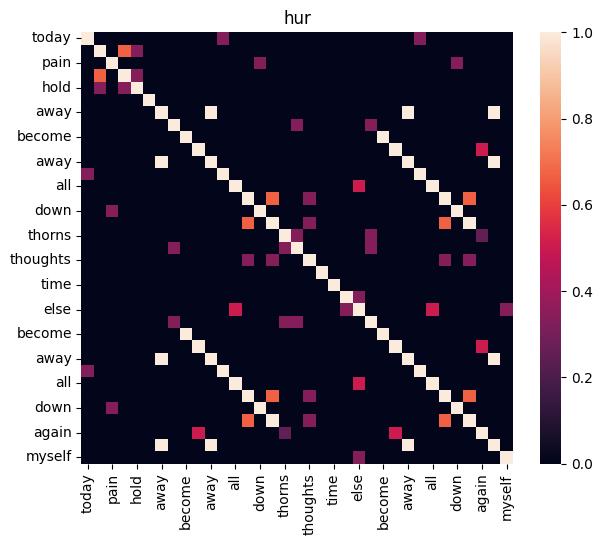 hur
today
pain
hold
away
become
away
all
down
thorns
thoughts
time
else
become
away
all
down
again
myself
1.0
0.8
0.6
0.4
0.2
0.0
today
pain
hold
away
become
away
all
down
thorns
thoughts
time
else
become
away
all
down
again
myself